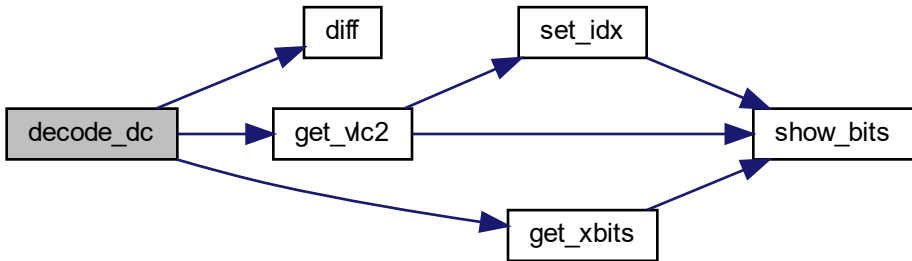 decode_dc
diff
get_vlc2
set_idx
get_xbits
show_bits